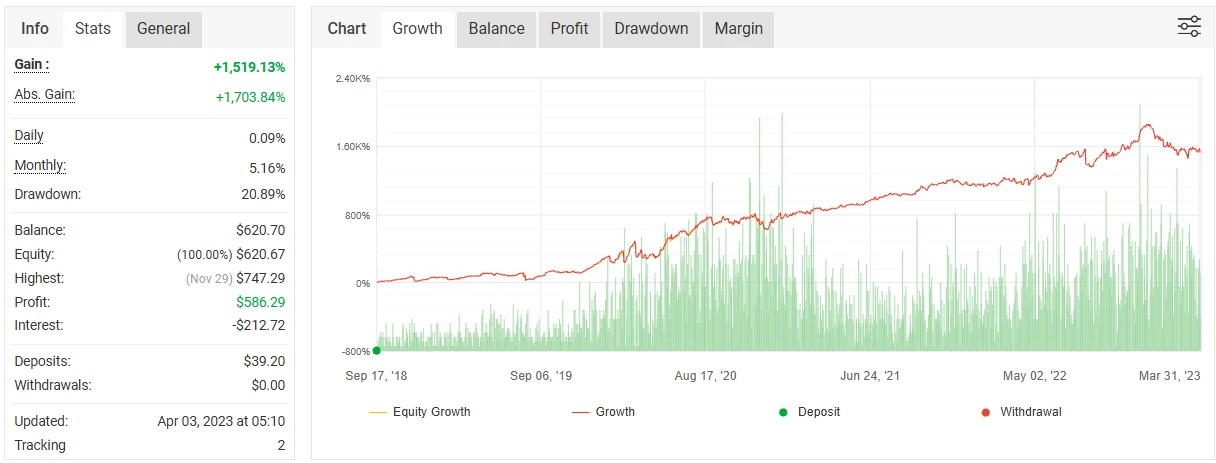 Info Stats General
Gain : +1,519.13%
Abs. Gain: +1,703.84%
Daily 0.09%
Monthly: 5.16%
Drawdown: 20.89%
Balance: $620.70
Equity: (100.00%) $620.67
Highest: (Nov 29) $747.29
Profit: $586.29
Interest: -$212.72
Deposits: $39.20
Withdrawals: $0.00
Updated: Apr 03, 2023 at 05:10
Tracking 2
Chart Growth Balance Profit Drawdown Margin
2.40K%
1.60K%
800%
0%
-800%
Sep 17, '18 Sep 06, '19 Aug 17, '20 Jun 24, '21 May 02, '22 Mar 31, '23
Equity Growth Growth Deposit Withdrawal